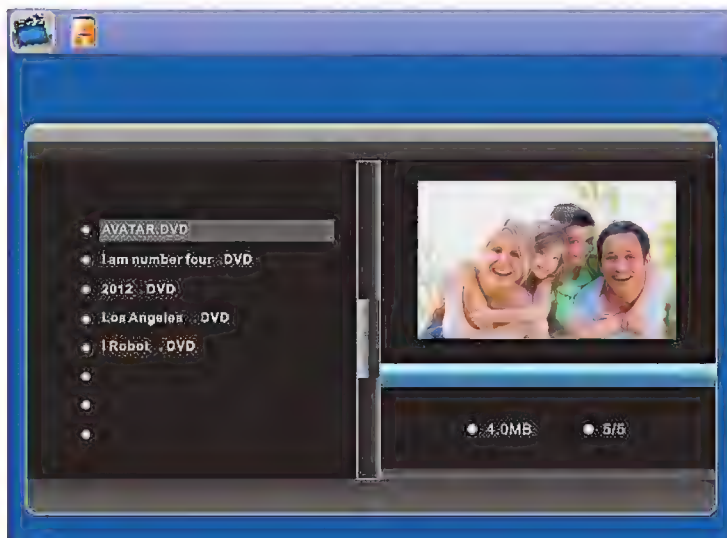 AVATAR.DVD
I am number four .DVD
2012 .DVD
Los Angeles .DVD
I Robot .DVD
4.0MB 5/5